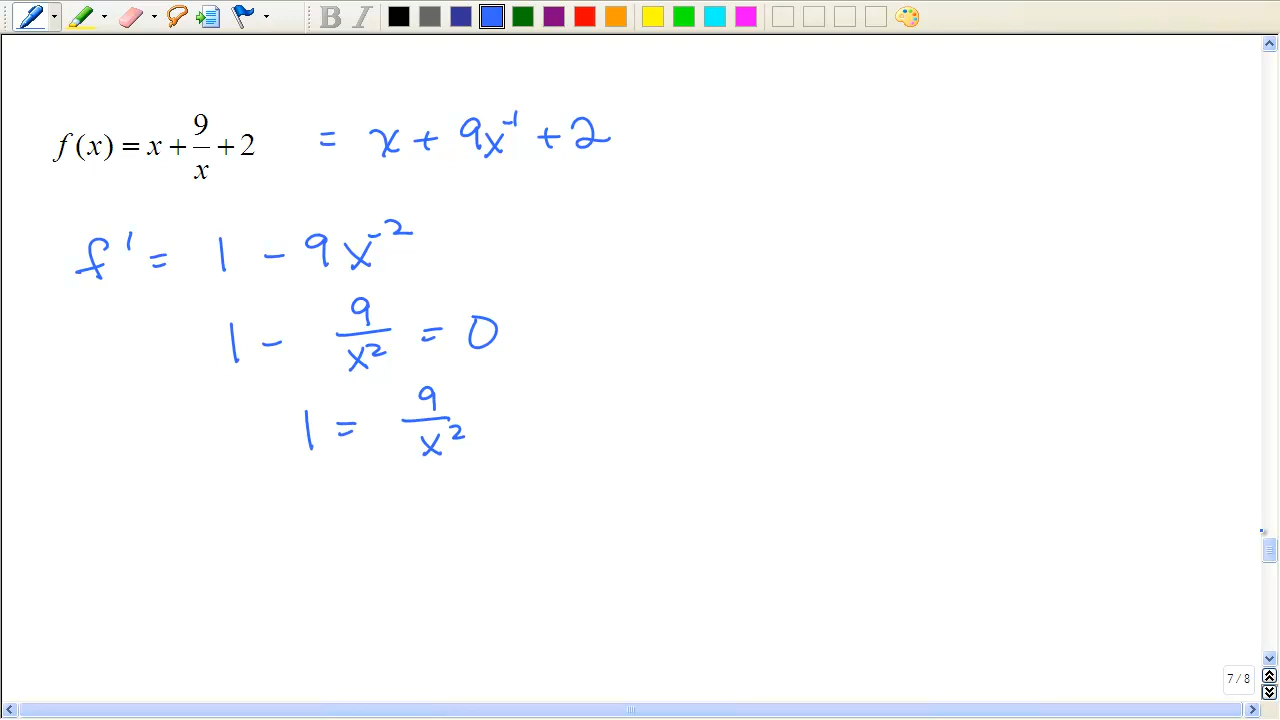 B I
f(x) = x + 9/x + 2 = x + 9x⁻¹ + 2
f' = 1 - 9x⁻²
1 - 9/x² = 0
1 = 9/x²
7 / 8